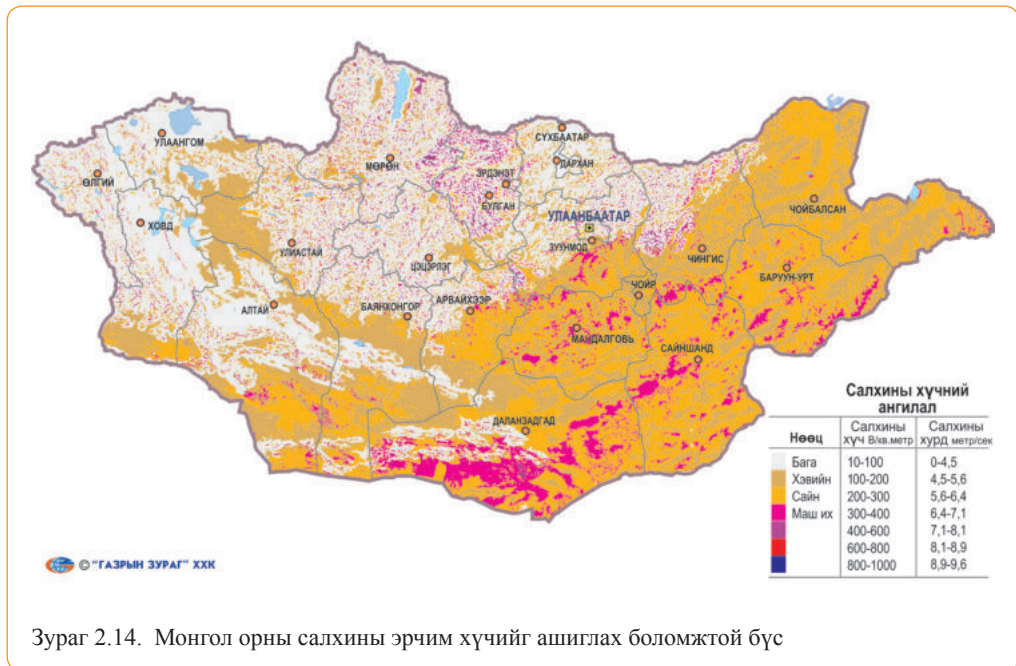 СҮХБААТАР
УЛААНГОМ
ДАРХАН
МӨРӨН
ЭРДЭНЭТ
ӨЛГИЙ
БУЛГАН
ЧОЙБАЛСАН
УЛААНБААТАР
ХОВД
УЛИАСТАЙ
ЗУУНМОД
ЦЭЦЭРЛЭГ
ЧИНГИС
БАРУУН-УРТ
ЧОЙР
АЛТАЙ
БАЯНХОНГОР
АРВАЙХЭЭР
МАНДАЛГОВЬ
САЙНШАНД
ДАЛАНЗАДГАД
Салхины хүчний
ангилал
Нөөц Салхины хүч В/кв.метр Салхины хурд метр/сек
Бага 10-100 0-4,5
Хэвийн 100-200 4,5-5,6
Сайн 200-300 5,6-6,4
Маш их 300-400 6,4-7,1
400-600 7,1-8,1
600-800 8,1-8,9
800-1000 8,9-9,6
© "ГАЗРЫН ЗУРАГ" ХХК
Зураг 2.14. Монгол орны салхины эрчим хүчийг ашиглах боломжтой бүс